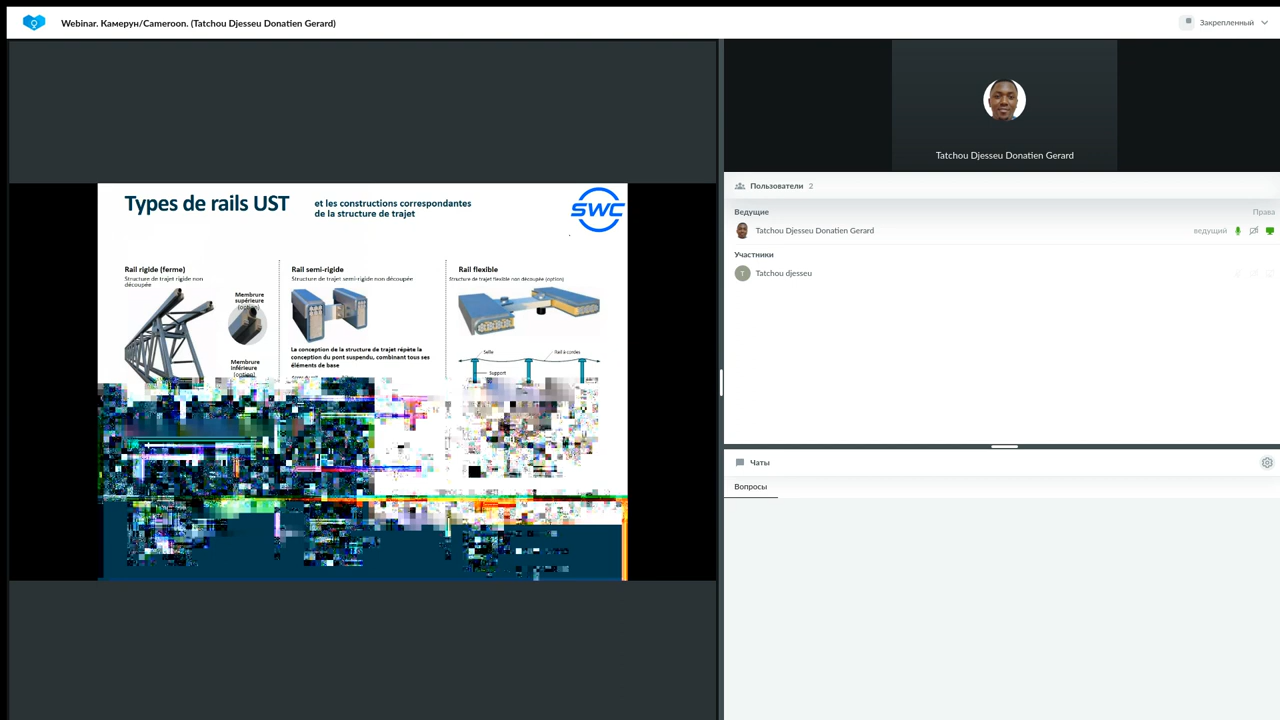 Webinar. Камерун/Cameroon. (Tatchou Djesseu Donatien Gerard)
Закрепленный
Types de rails UST
et les constructions correspondantes
de la structure de trajet
SWC
Rail rigide (ferme)
Structure de trajet rigide non
découpée
Membrure
supérieure
(option)
Membrure
inférieure
(option)
Rail semi-rigide
Structure de trajet semi-rigide non découpée
La conception de la structure de trajet répète la
conception du pont suspendu, combinant tous ses
éléments de base
Rail flexible
Structure de trajet flexible non découpée (option)
Selle
Rail à cordes
Support
Tatchou Djesseu Donatien Gerard
Пользователи 2
Ведущие
Права
Tatchou Djesseu Donatien Gerard
ведущий
Участники
T
Tatchou djesseu
Чаты
Вопросы